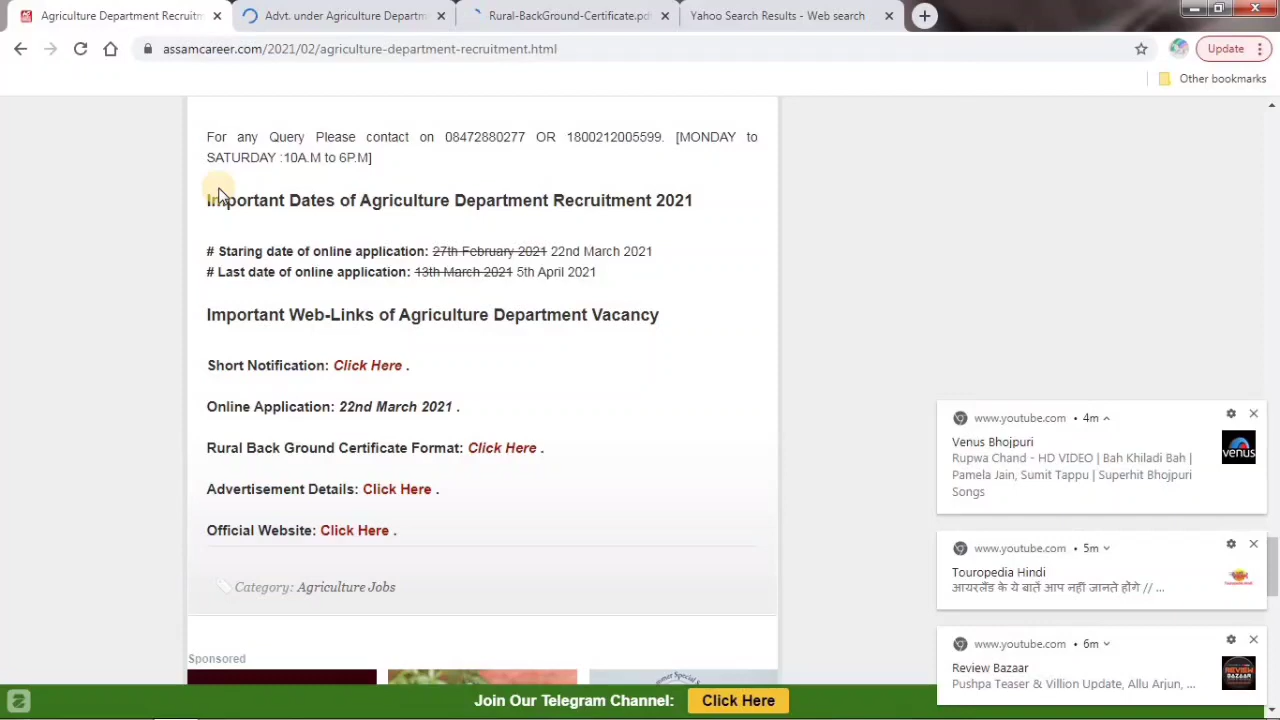 Agriculture Department Recruitm
Advt. under Agriculture Departm
Rural-BackGround-Certificate.pdf
Yahoo Search Results - Web search
assamcareer.com/2021/02/agriculture-department-recruitment.html
Update
Other bookmarks
For any Query Please contact on 08472880277 OR 1800212005599. [MONDAY to
SATURDAY :10A.M to 6P.M]
Important Dates of Agriculture Department Recruitment 2021
# Staring date of online application: 27th February 2021 22nd March 2021
# Last date of online application: 13th March 2021 5th April 2021
Important Web-Links of Agriculture Department Vacancy
Short Notification: Click Here .
Online Application: 22nd March 2021 .
Rural Back Ground Certificate Format: Click Here .
Advertisement Details: Click Here .
Official Website: Click Here .
Category: Agriculture Jobs
Sponsored
www.youtube.com • 4m
Venus Bhojpuri
Rupwa Chand - HD VIDEO | Bah Khiladi Bah |
Pamela Jain, Sumit Tappu | Superhit Bhojpuri
Songs
venus
www.youtube.com • 5m
Touropedia Hindi
आयरलैंड के ये बातें आप नहीं जानते होंगे // ...
www.youtube.com • 6m
Review Bazaar
Pushpa Teaser & Villion Update, Allu Arjun, ...
REVIEW
BAZAAR
Join Our Telegram Channel: Click Here